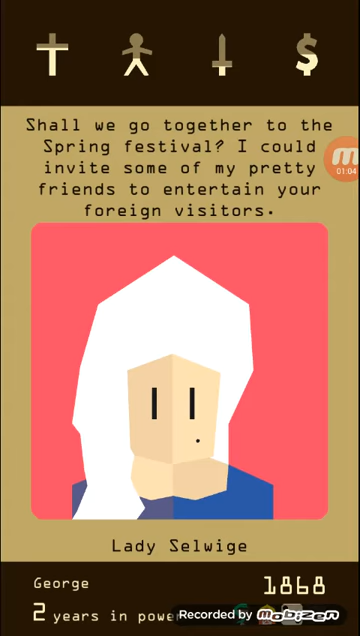 Shall we go together to the
Spring festival? I could
invite some of my pretty
friends to entertain your
foreign visitors.
01:04
Lady Selwige
George
1868
2 years in power
Recorded by mobizen